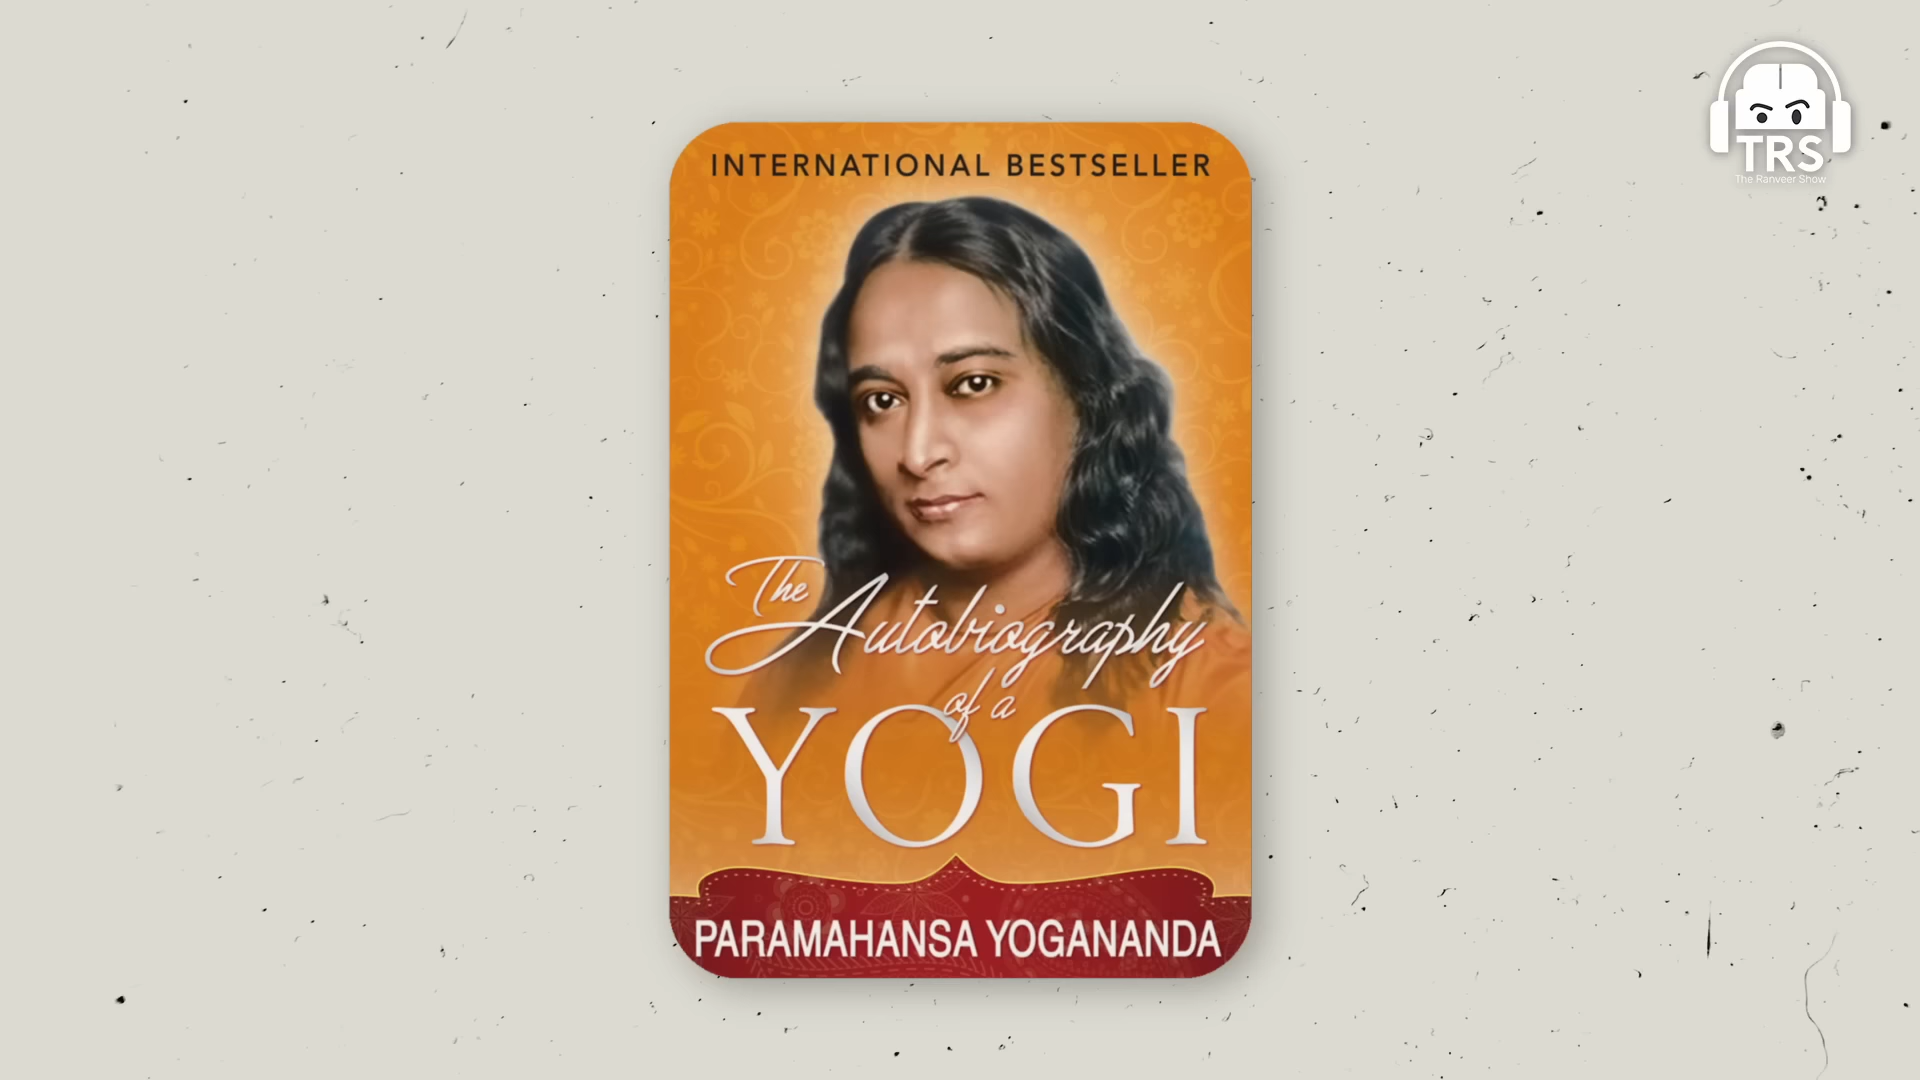 INTERNATIONAL BESTSELLER
The
Autobiography
of a
YOGI
PARAMAHANSA YOGANANDA
TRS
The Ranveer Show